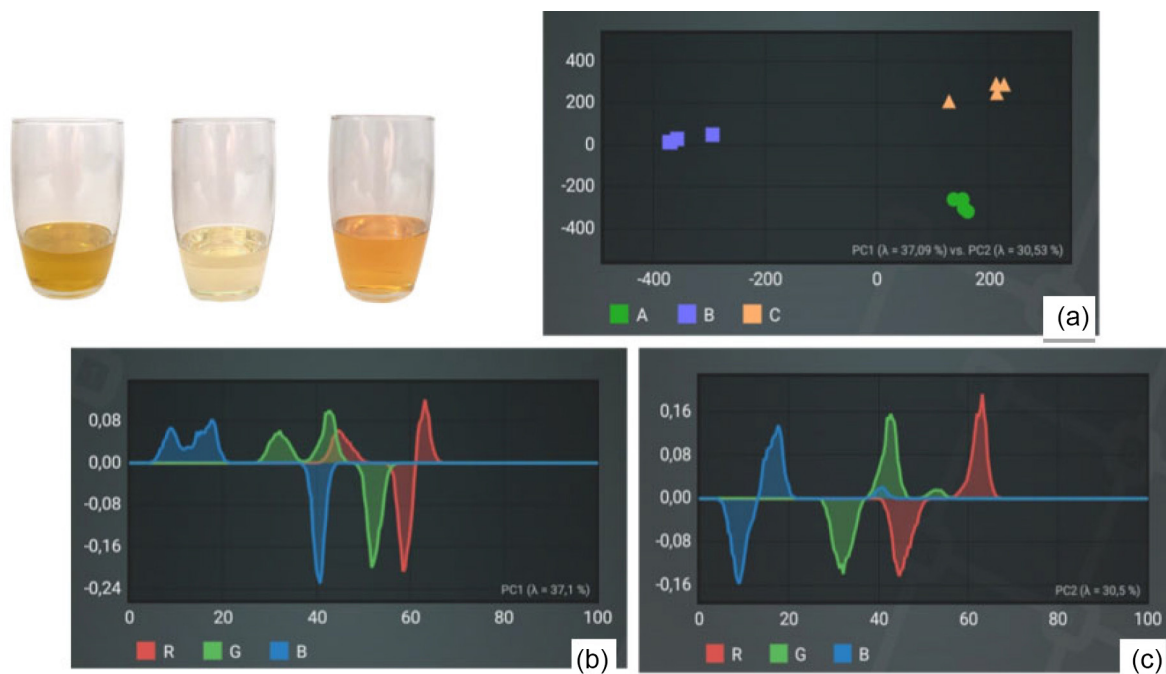 400
200
0
-200
-400
PC1 (λ = 37,09 %) vs. PC2 (λ = 30,53 %)
-400 -200 0 200
A B C
(a)
0,08
0,00
-0,08
-0,16
-0,24
PC1 (λ = 37,1 %)
0 20 40 60 80 100
R G B
(b)
0,16
0,08
0,00
-0,08
-0,16
PC2 (λ = 30,5 %)
0 20 40 60 80 100
R G B
(c)